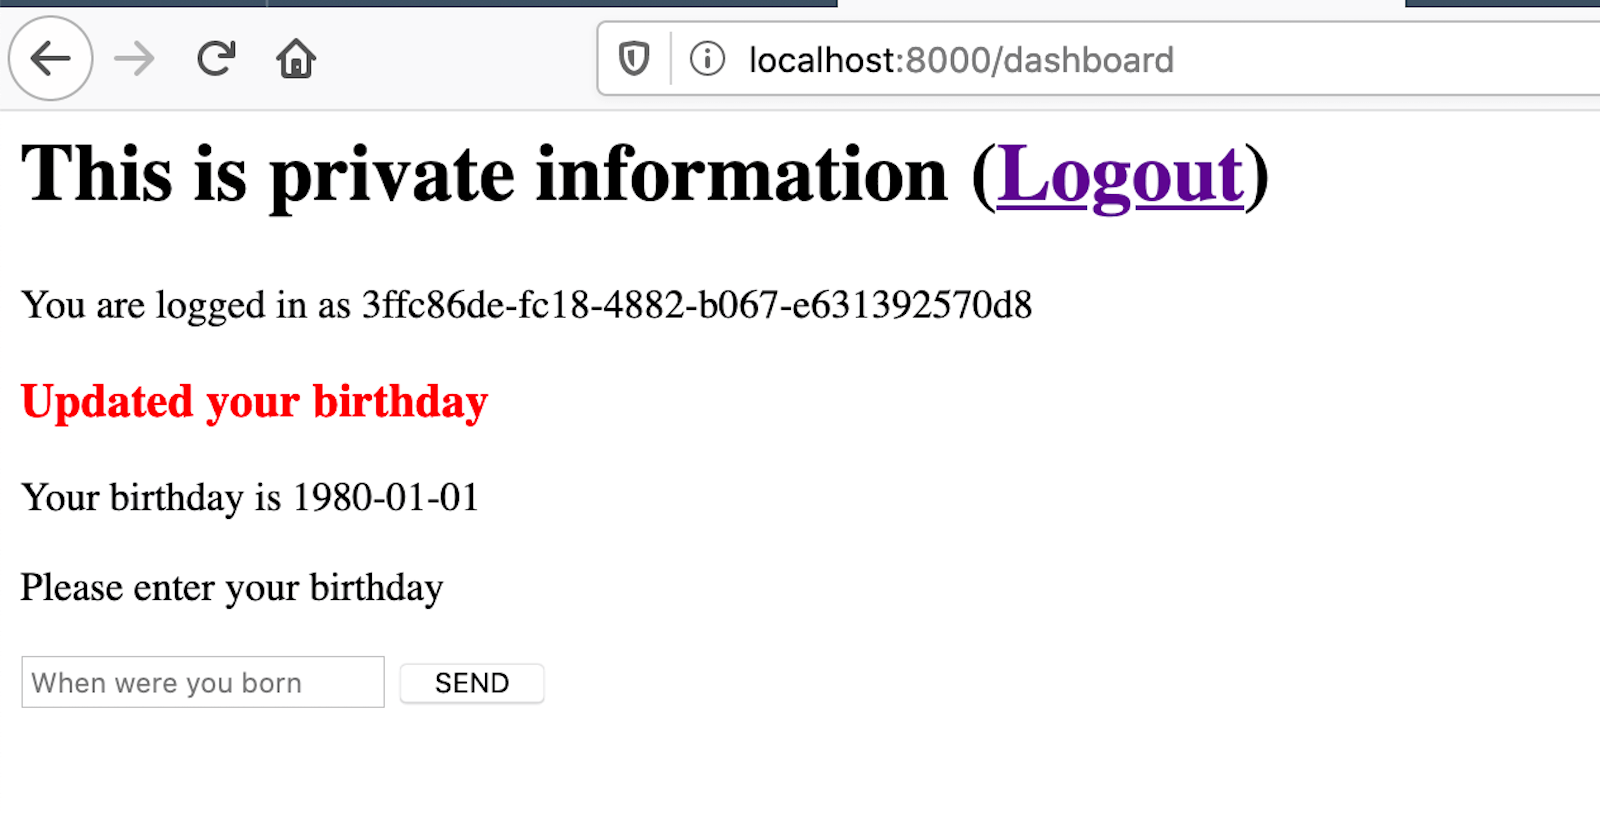 localhost:8000/dashboard
This is private information (Logout)
You are logged in as 3ffc86de-fc18-4882-b067-e631392570d8
Updated your birthday
Your birthday is 1980-01-01
Please enter your birthday
When were you born SEND